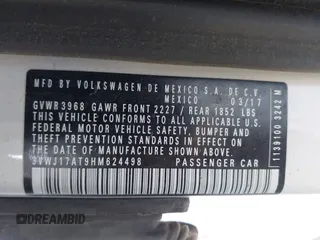 MFD. BY VOLKSWAGEN DE MEXICO S.A. DE C.V.
MEXICO 03/17
GVWR 3968 GAWR FRONT 2227 / REAR 1852 LBS
THIS VEHICLE CONFORMS TO ALL APPLICABLE U.S.
FEDERAL MOTOR VEHICLE SAFETY, BUMPER AND
THEFT PREVENTION STANDARDS IN EFFECT ON THE
DATE OF MANUFACTURE SHOWN ABOVE.
3VWJ17AT9HM624498 PASSENGER CAR
1139100 3242 M